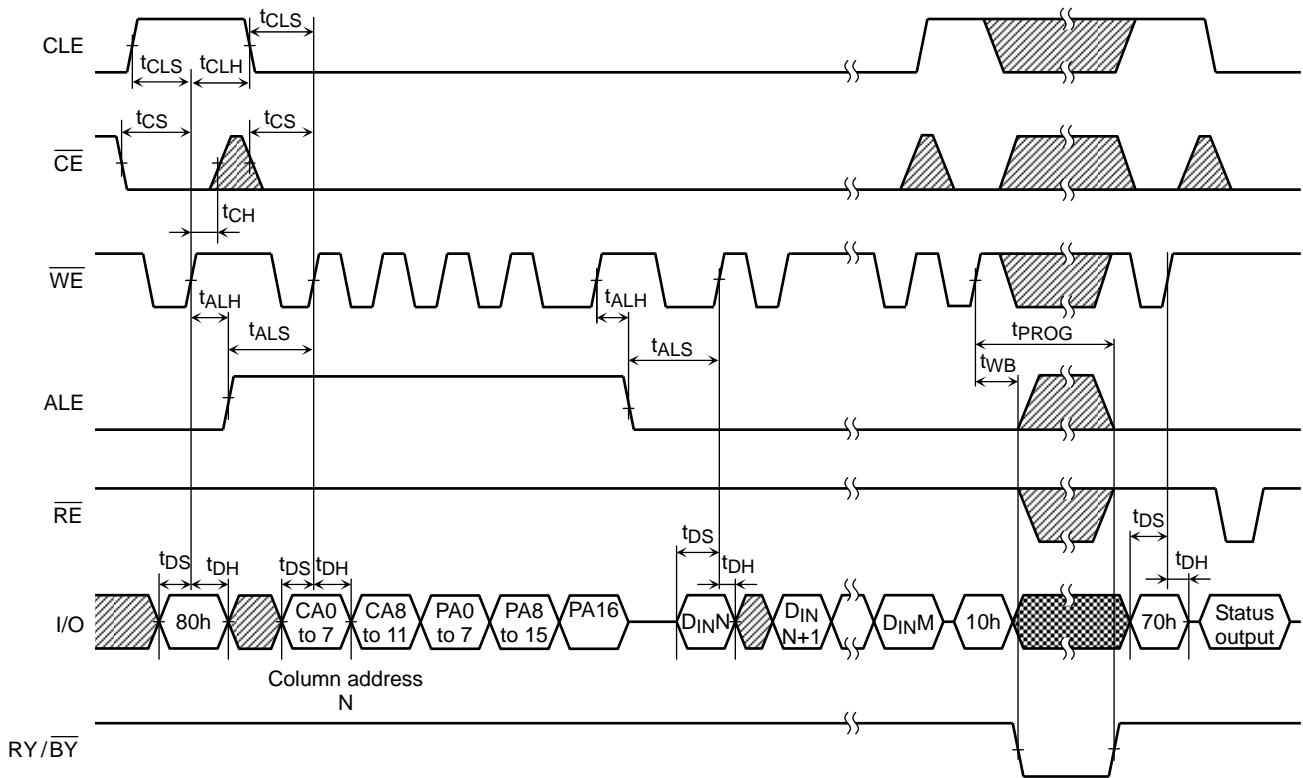 tCLS
CLE
tCLS tCLH
tCS tCS
CE
tCH
WE
tALH tALH
tALS tALS tPROG
tWB
ALE
RE
tDS tDH tDS tDH tDS tDH tDS tDH
I/O
80h
CA0 to 7
CA8 to 11
PA0 to 7
PA8 to 15
PA16
DINN
DIN N+1
DINM
10h
70h
Status output
Column address
N
RY/BY